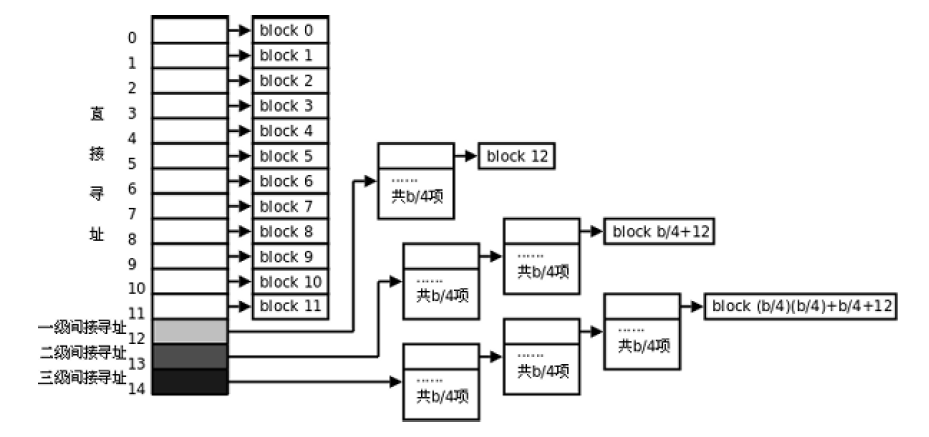 0 block 0
1 block 1
2 block 2
直 3 block 3
4 block 4
接 5 block 5 block 12
6 block 6 ......
寻 7 block 7 共b/4项
址 8 block 8 block b/4+12
9 block 9
10 block 10 ...... 共b/4项 ...... 共b/4项
11 block 11 block (b/4)(b/4)+b/4+12
一级间接寻址 12
二级间接寻址 13 ...... 共b/4项
三级间接寻址 14 ...... 共b/4项 ...... 共b/4项